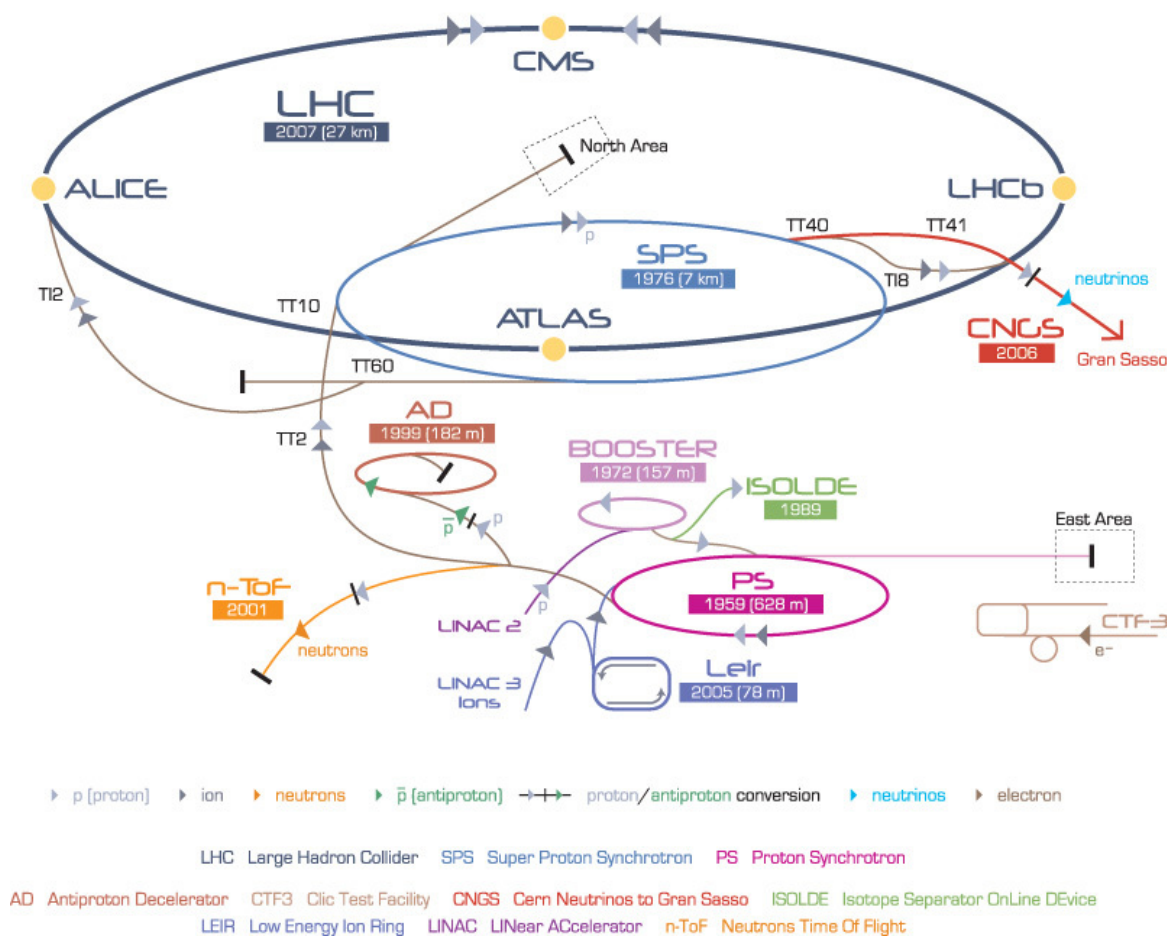 CMS
LHC
2007 (27 km)
North Area
ALICE
LHCb
TT40
TT41
SPS
p
1976 (7 km)
TI8
neutrinos
TI2
TT10
ATLAS
CNGS
2006
Gran Sasso
TT60
AD
1999 (182 m)
TT2
BOOSTER
1972 (157 m)
ISOLDE
1989
p̅
p
East Area
n-ToF
2001
PS
1959 (628 m)
p
LINAC 2
neutrons
CTF-3
e-
LINAC 3
Ions
Leir
2005 (78 m)
p (proton) ion neutrons p̅ (antiproton) proton/antiproton conversion neutrinos electron
LHC Large Hadron Collider SPS Super Proton Synchrotron PS Proton Synchrotron
AD Antiproton Decelerator CTF3 Clic Test Facility CNGS Cern Neutrinos to Gran Sasso ISOLDE Isotope Separator OnLine DEvice
LEIR Low Energy Ion Ring LINAC LINear ACcelerator n-ToF Neutrons Time Of Flight